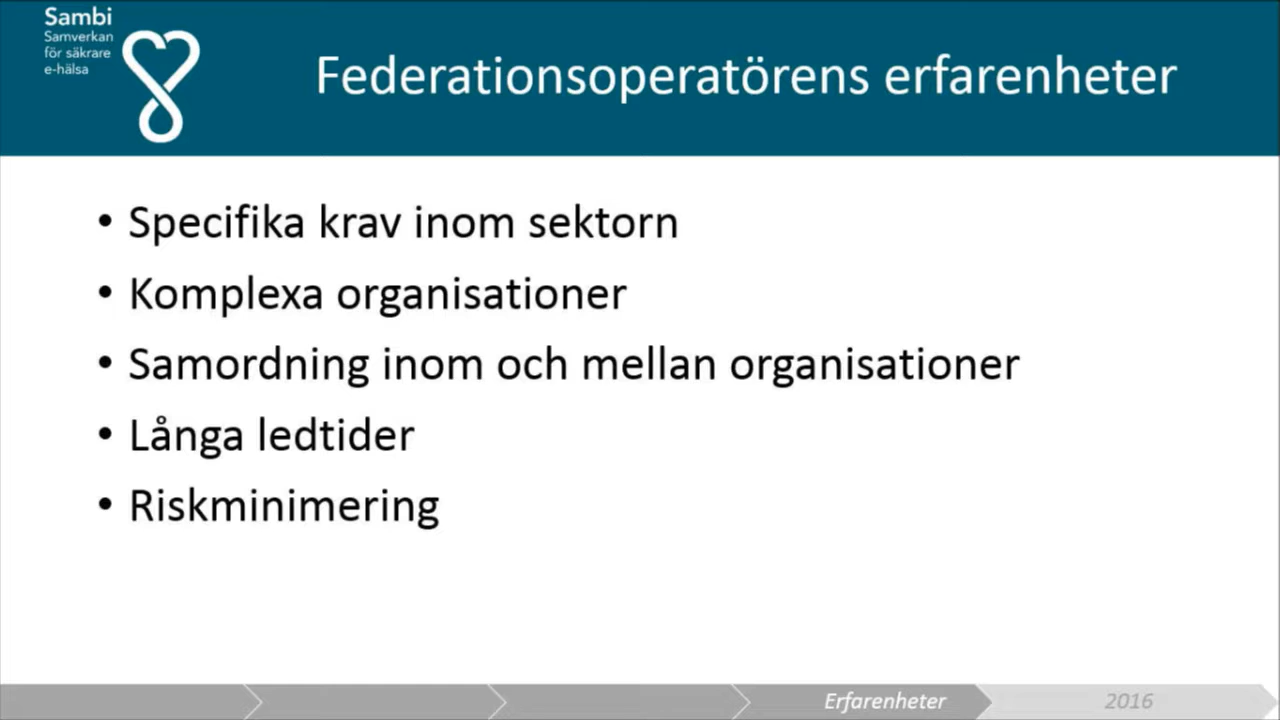 Sambi
Samverkan
för säkrare
e-hälsa
Federationsoperatörens erfarenheter
• Specifika krav inom sektorn
• Komplexa organisationer
• Samordning inom och mellan organisationer
• Långa ledtider
• Riskminimering
Erfarenheter
2016